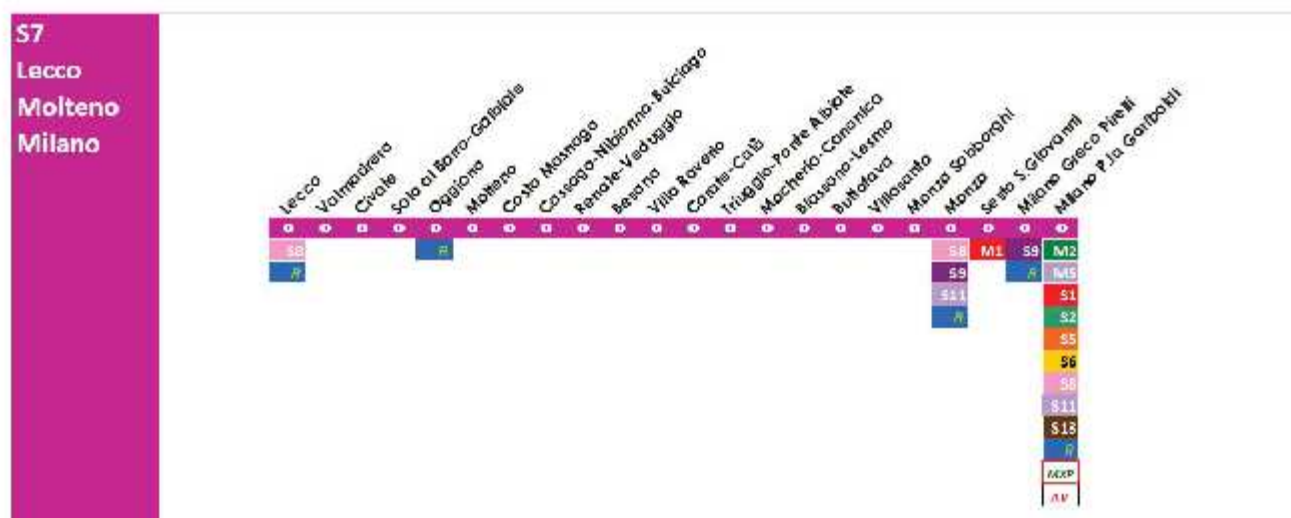 S7
Lecco
Molteno
Milano
Lecco
Valmadrera
Civate
Sala al Barro-Galbiate
Oggiono
Molteno
Costa Masnaga
Cassago-Nibionno-Bulciago
Renate-Veduggio
Besana
Villa Raverio
Carate-Calò
Triuggio-Ponte Albiate
Macherio-Canonica
Biassono-Lesmo
Buttafava
Villasanta
Monza Sobborghi
Monza
Sesto S.Giovanni
Milano Greco Pirelli
Milano P.ta Garibaldi
S8 R S8 M1 S9 M2
R S9 R M5
S11 S1
R S2
S5
S6
S8
S11
S13
R
MXP
AV